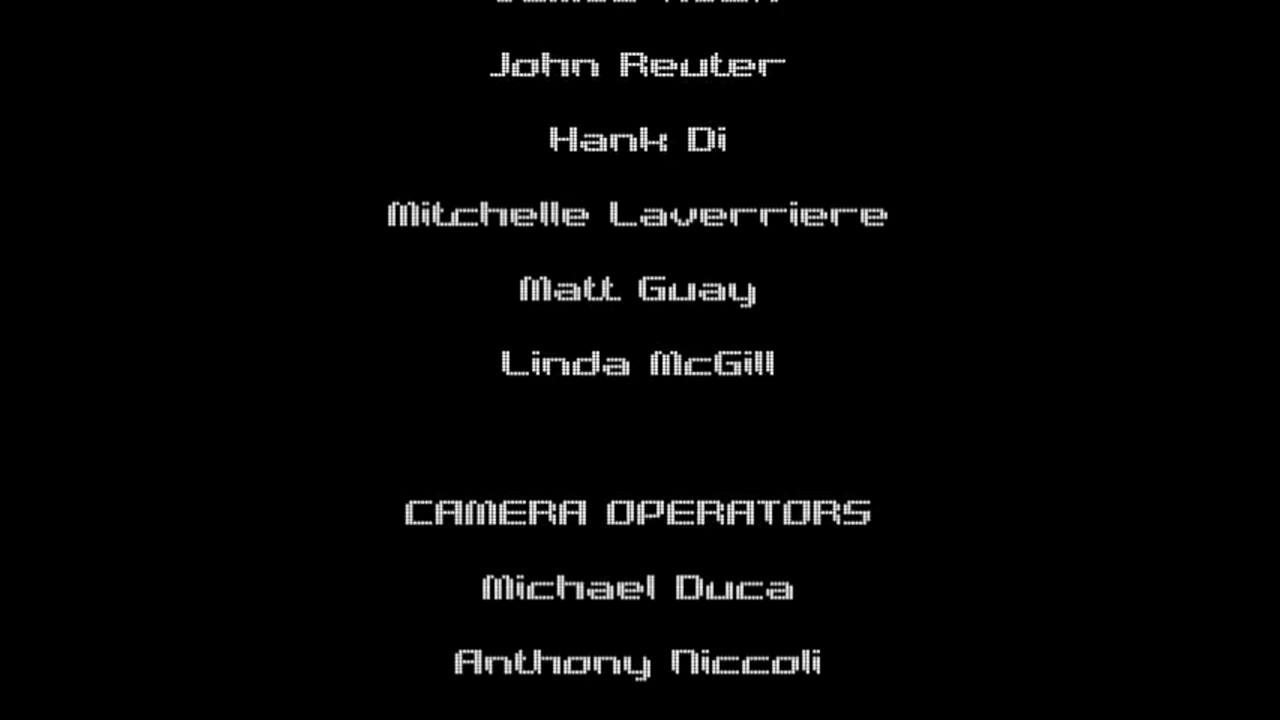 John Reuter
Hank Di
Mitchelle Laverriere
Matt Guay
Linda McGill
CAMERA OPERATORS
Michael Duca
Anthony Niccoli